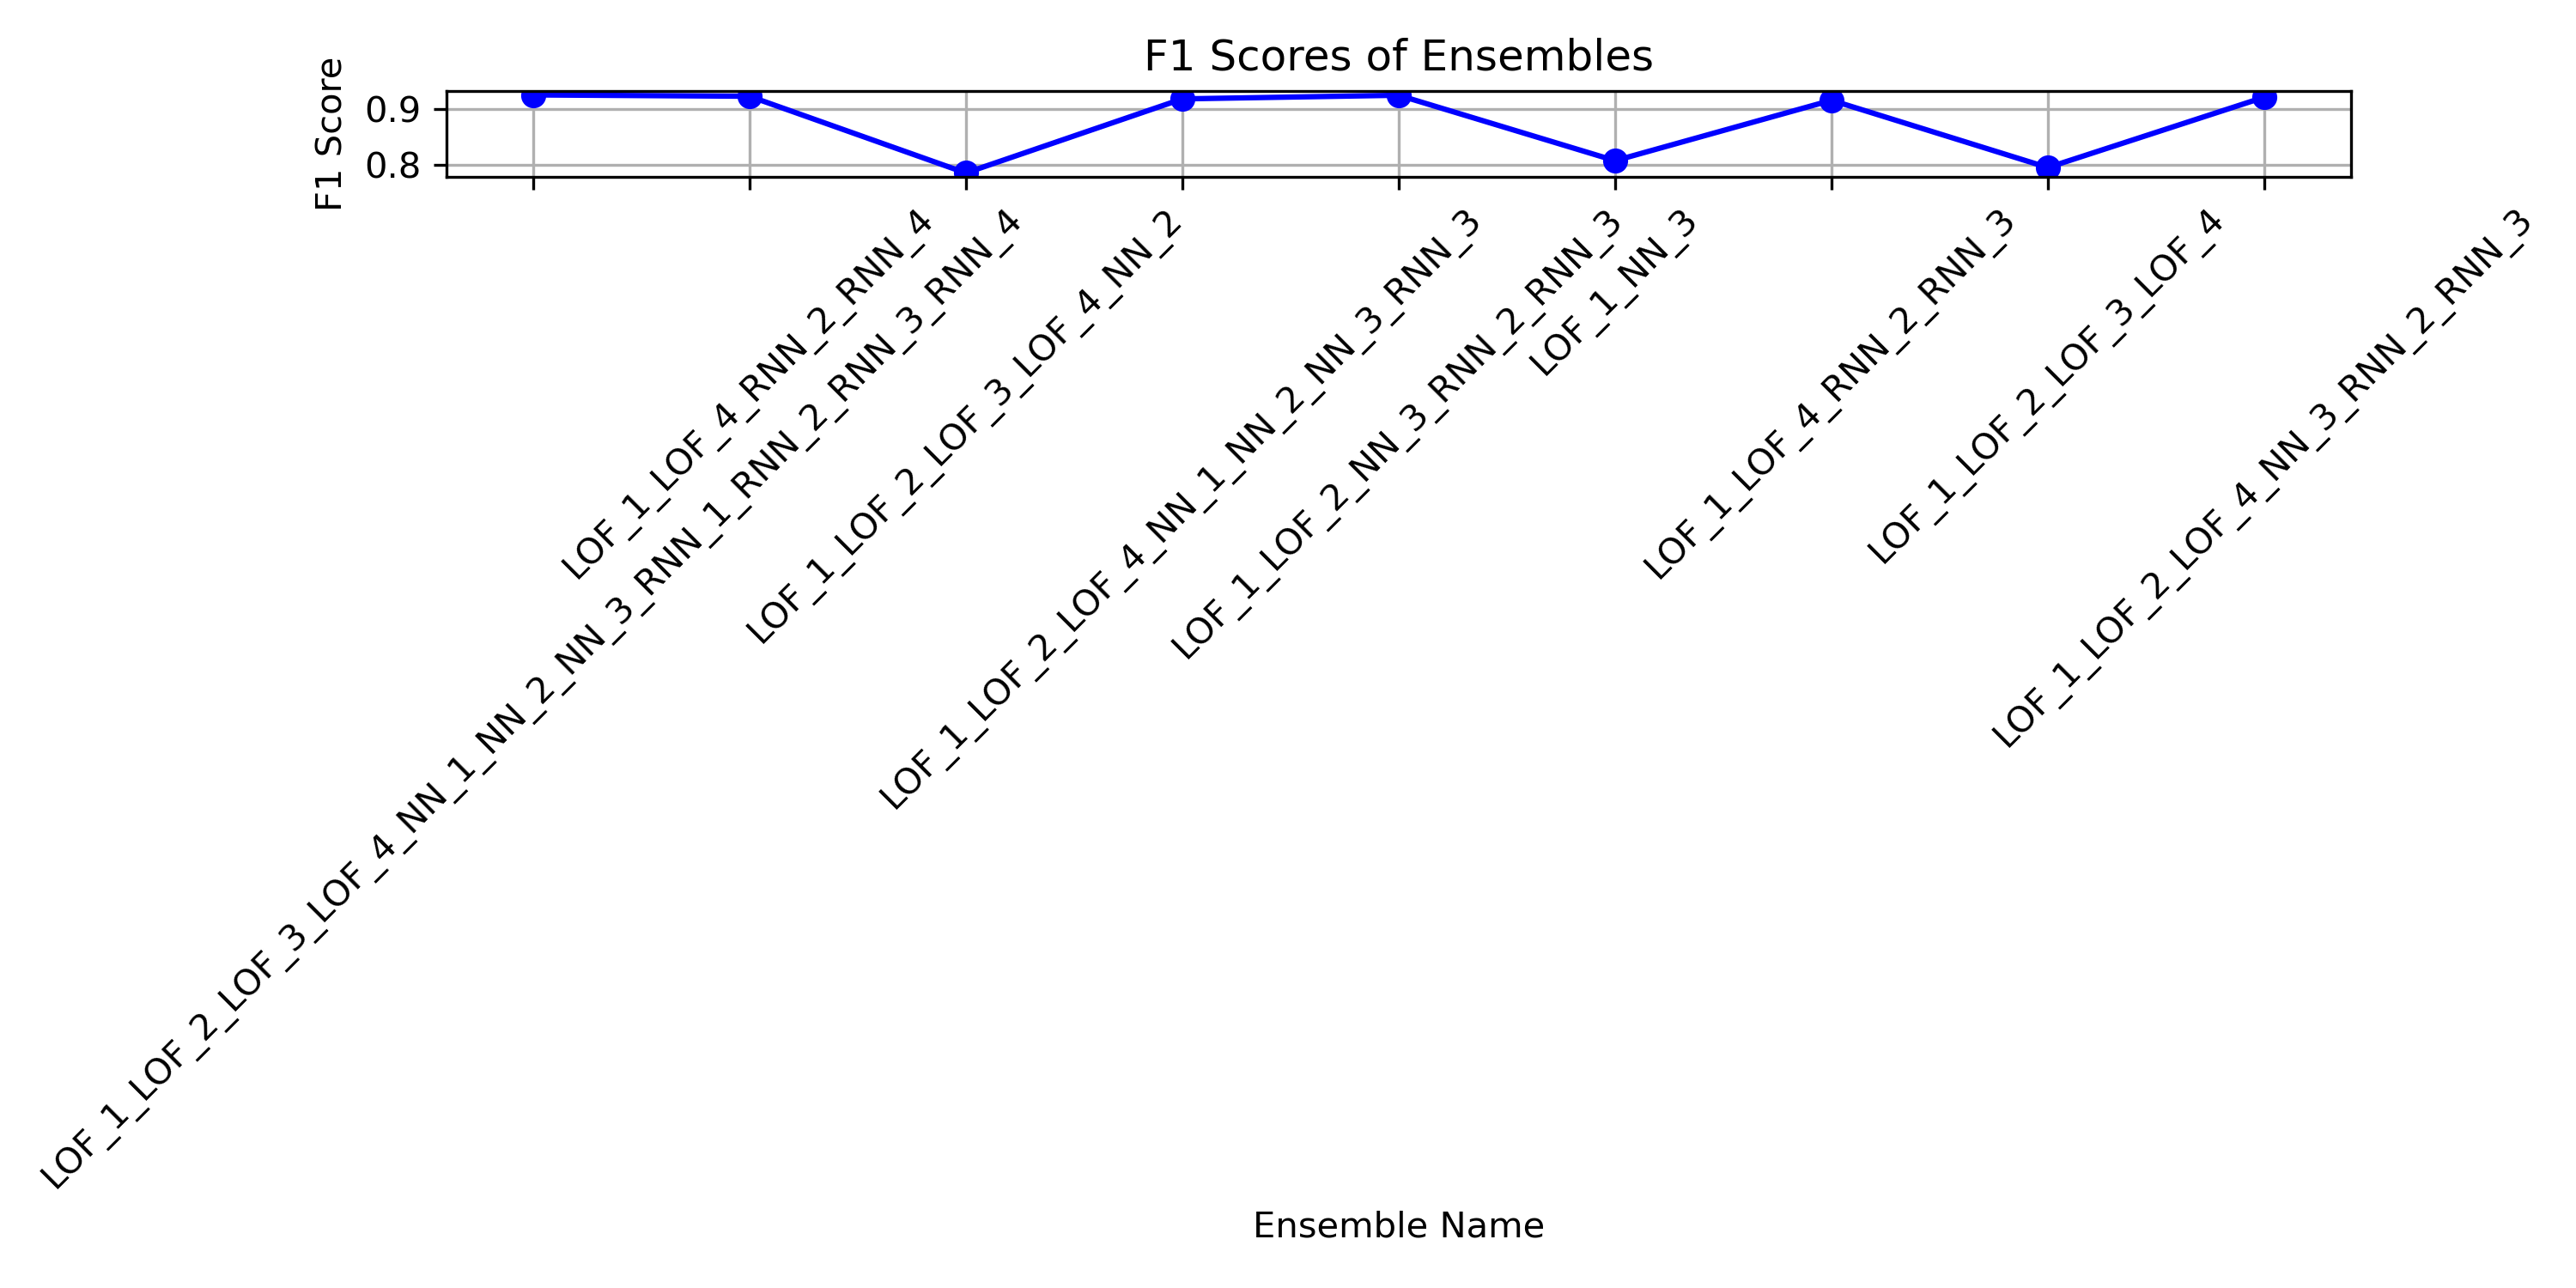 F1 Scores of Ensembles
F1 Score
0.9
0.8
LOF_1_LOF_2_LOF_3_LOF_4_NN_1_NN_2_NN_3_RNN_1_RNN_2_RNN_3_RNN_4
LOF_1_LOF_4_RNN_2_RNN_4
LOF_1_LOF_2_LOF_3_LOF_4_NN_2
LOF_1_LOF_2_LOF_4_NN_1_NN_2_NN_3_RNN_3
LOF_1_LOF_2_NN_3_RNN_2_RNN_3
LOF_1_NN_3
LOF_1_LOF_4_RNN_2_RNN_3
LOF_1_LOF_2_LOF_3_LOF_4
LOF_1_LOF_2_LOF_4_NN_3_RNN_2_RNN_3
Ensemble Name